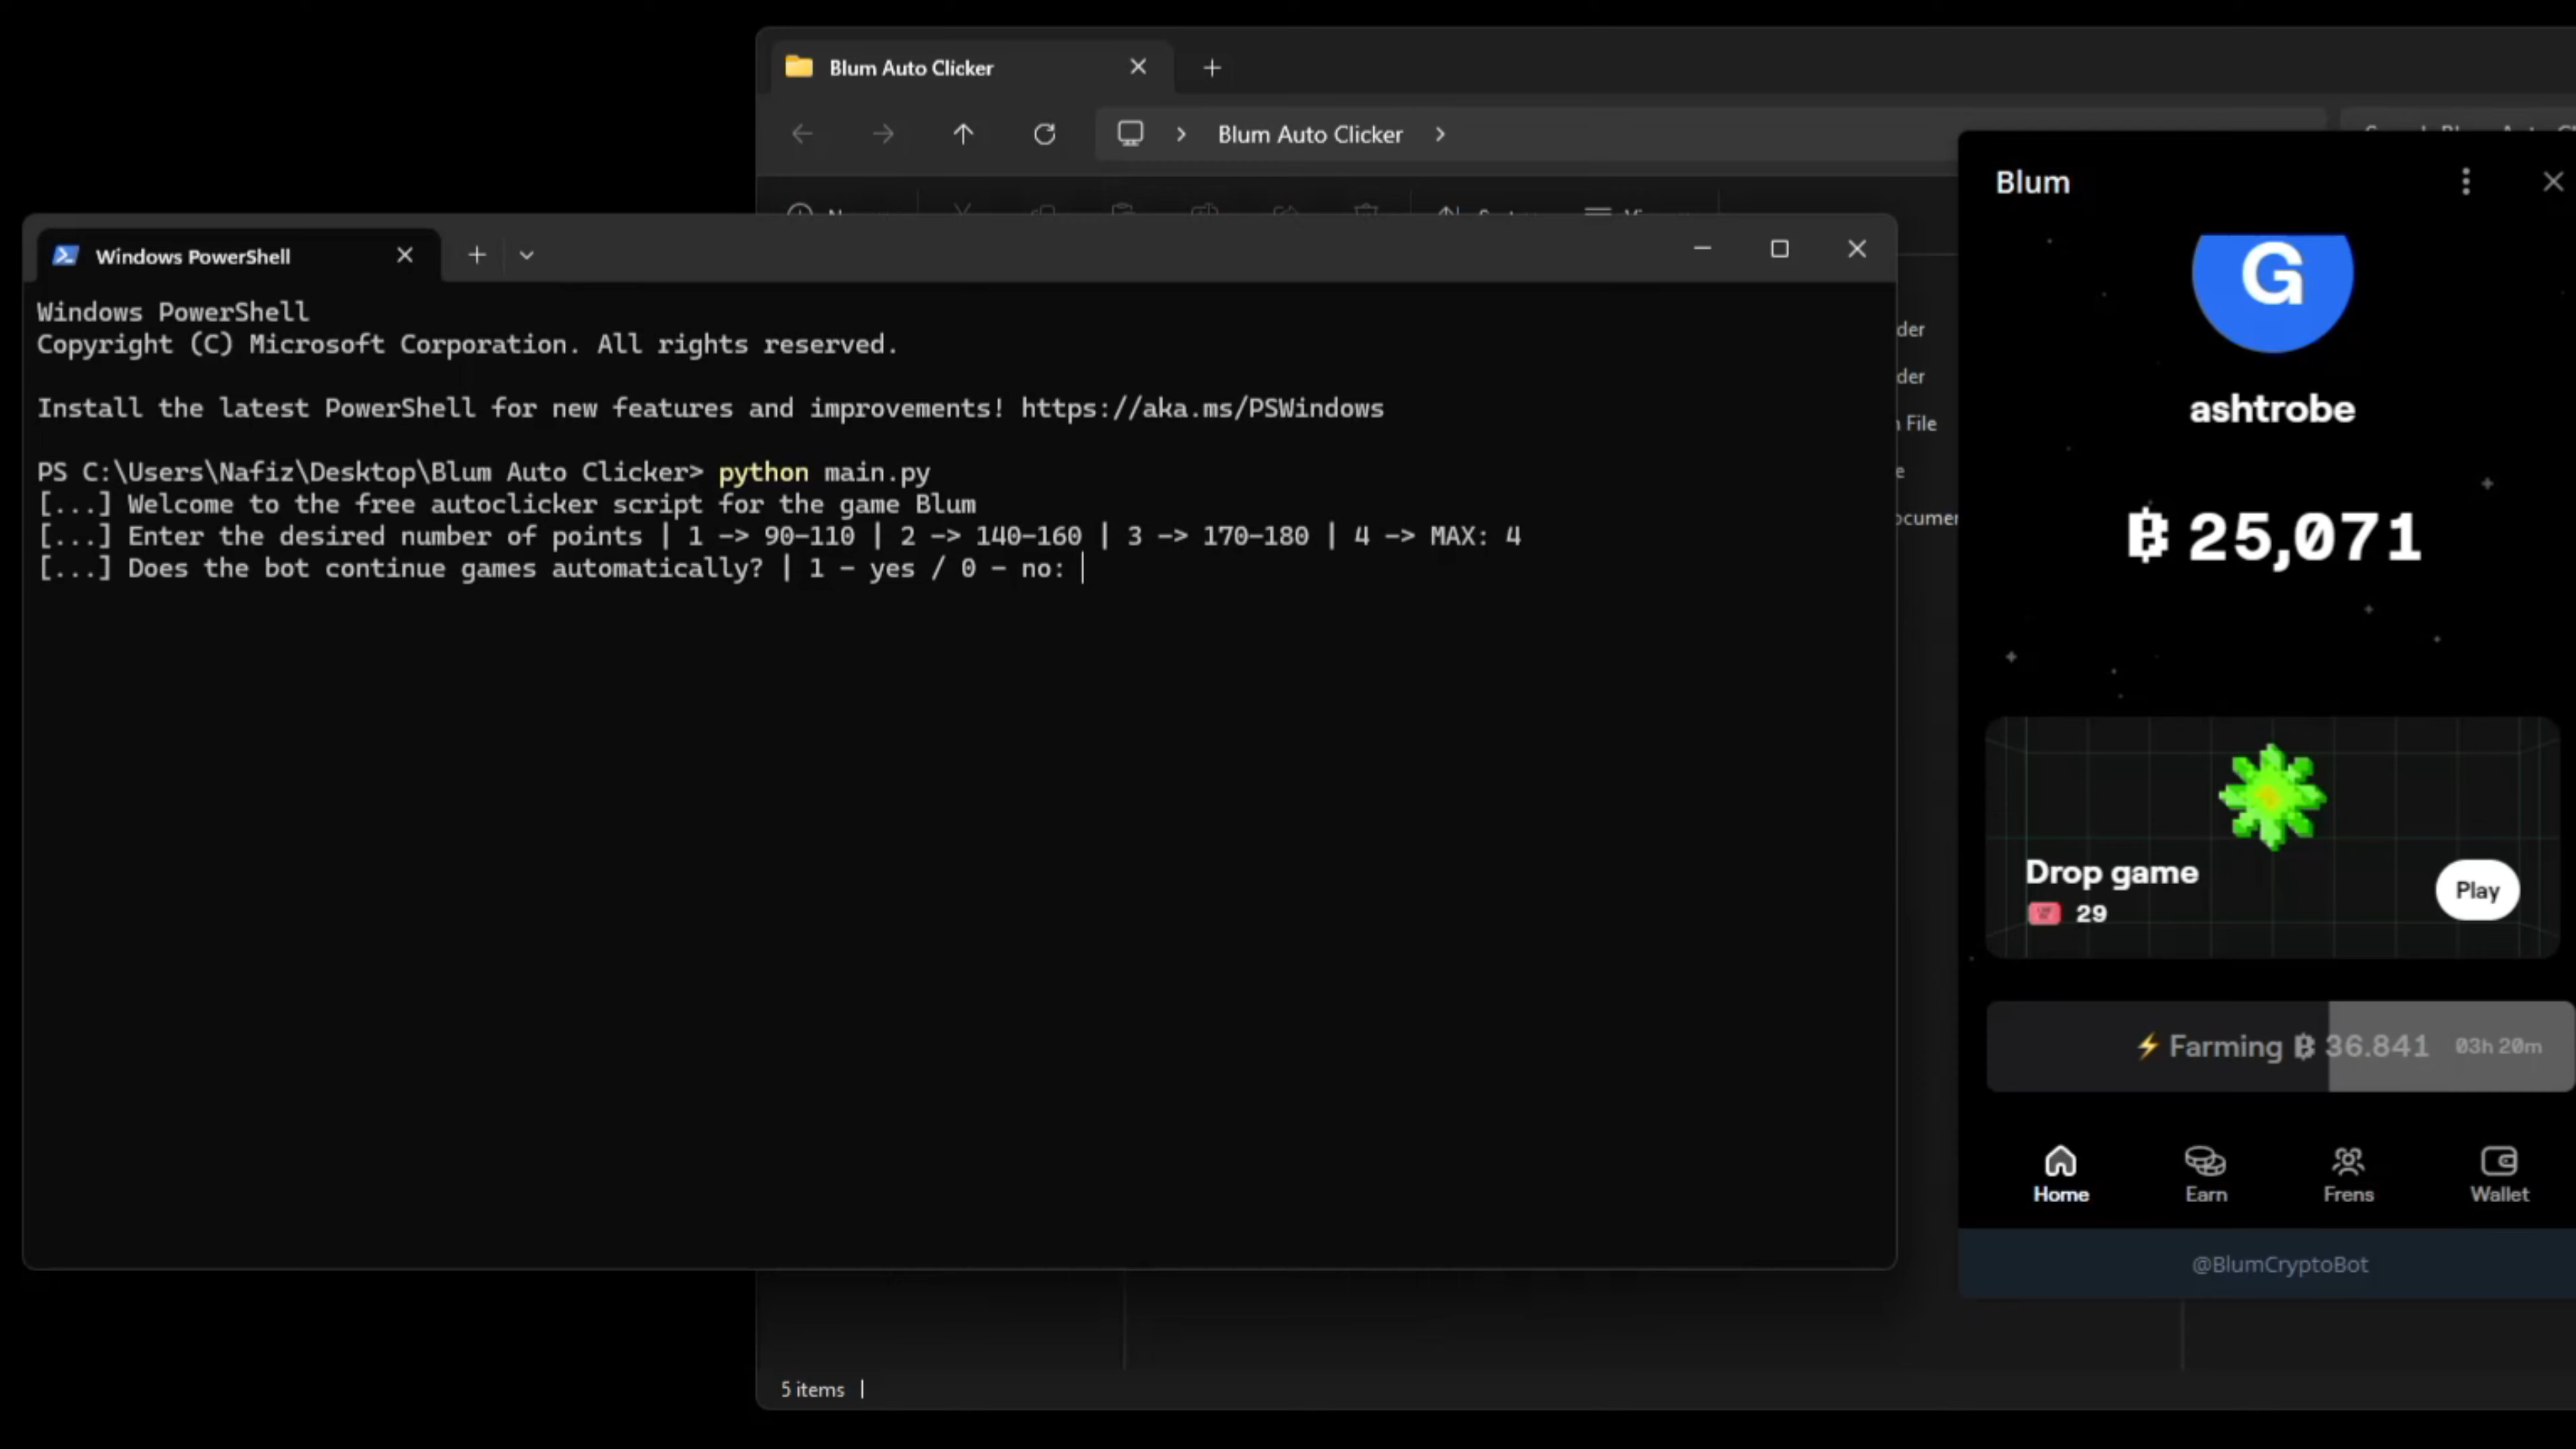 Blum Auto Clicker
Blum Auto Clicker
Windows PowerShell
Windows PowerShell
Copyright (C) Microsoft Corporation. All rights reserved.
Install the latest PowerShell for new features and improvements! https://aka.ms/PSWindows
PS C:\Users\Nafiz\Desktop\Blum Auto Clicker> python main.py
[...] Welcome to the free autoclicker script for the game Blum
[...] Enter the desired number of points | 1 -> 90-110 | 2 -> 140-160 | 3 -> 170-180 | 4 -> MAX: 4
[...] Does the bot continue games automatically? | 1 - yes / 0 - no:
der
der
File
ocumen
5 items
Blum
G
ashtrobe
25,071
Drop game
29
Play
Farming 36.841 03h 20m
Home Earn Frens Wallet
@BlumCryptoBot